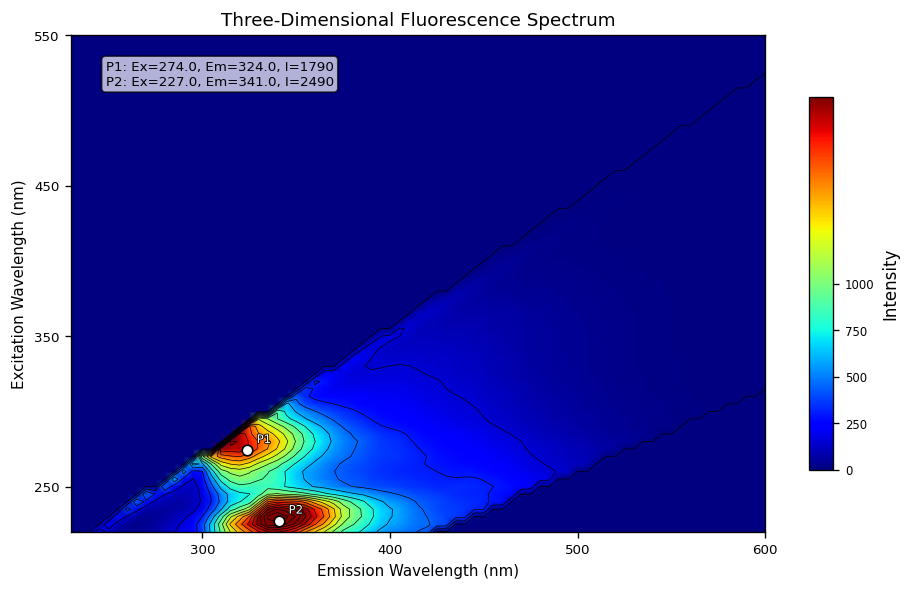 Three-Dimensional Fluorescence Spectrum
550
450
350
250
Excitation Wavelength (nm)
P1: Ex=274.0, Em=324.0, I=1790
P2: Ex=227.0, Em=341.0, I=2490
P1
P2
300
400
500
600
Emission Wavelength (nm)
1000
750
500
250
0
Intensity